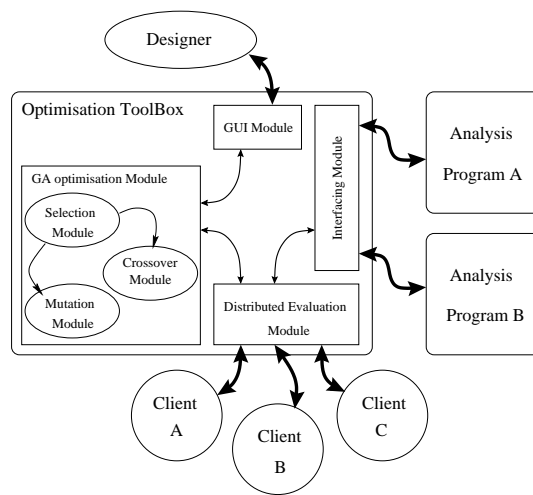 Designer
Optimisation ToolBox
GUI Module
Interfacing Module
Analysis
Program A
GA optimisation Module
Selection
Module
Crossover
Module
Mutation
Module
Analysis
Program B
Distributed Evaluation
Module
Client
A
Client
B
Client
C